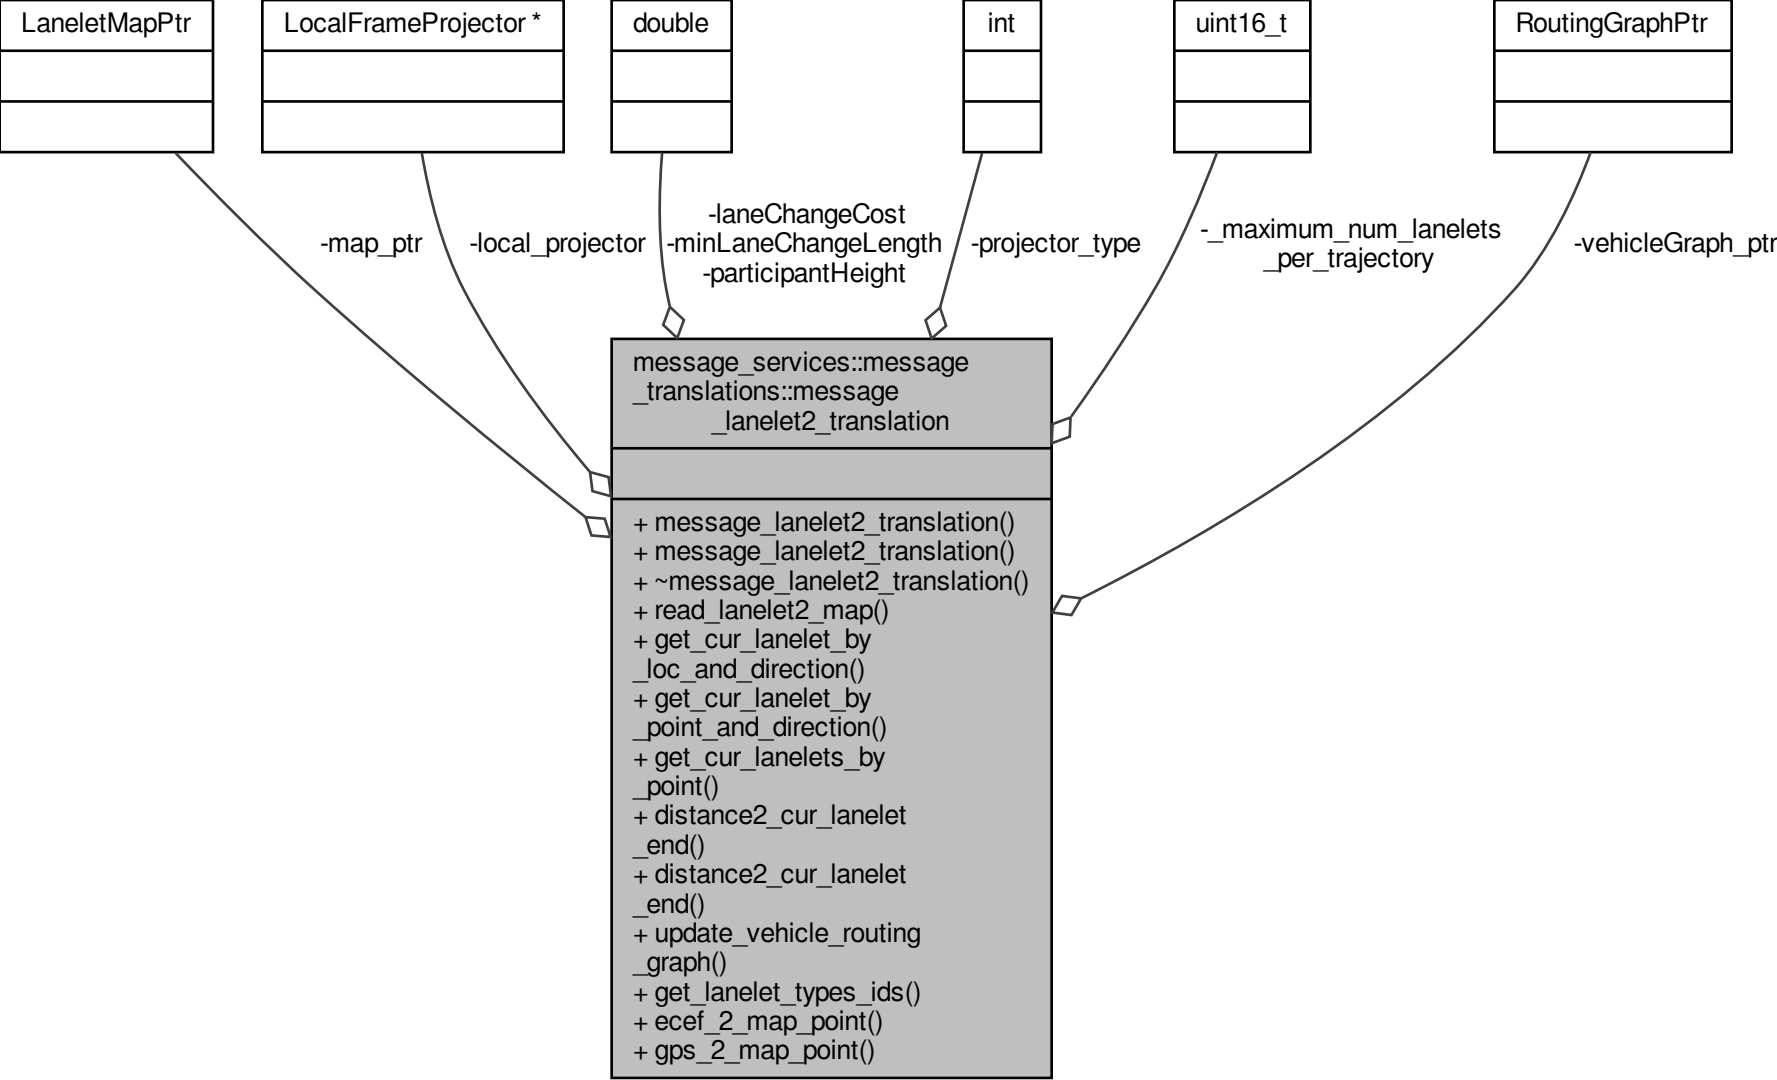 LaneletMapPtr
LocalFrameProjector *
double
int
uint16_t
RoutingGraphPtr
-map_ptr
-local_projector
-laneChangeCost
-minLaneChangeLength
-participantHeight
-projector_type
-_maximum_num_lanelets
_per_trajectory
-vehicleGraph_ptr
message_services::message
_translations::message
_lanelet2_translation
+ message_lanelet2_translation()
+ message_lanelet2_translation()
+ ~message_lanelet2_translation()
+ read_lanelet2_map()
+ get_cur_lanelet_by
_loc_and_direction()
+ get_cur_lanelet_by
_point_and_direction()
+ get_cur_lanelets_by
_point()
+ distance2_cur_lanelet
_end()
+ distance2_cur_lanelet
_end()
+ update_vehicle_routing
_graph()
+ get_lanelet_types_ids()
+ ecef_2_map_point()
+ gps_2_map_point()